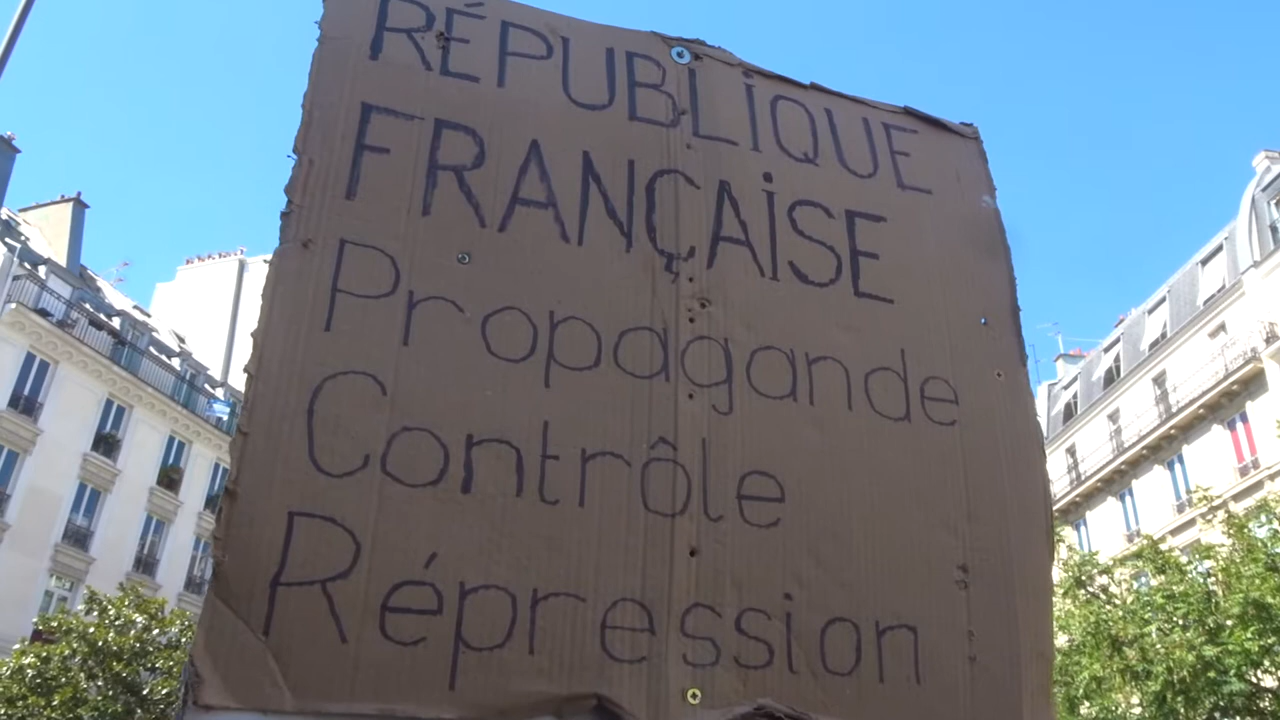 RÉPUBLIQUE
FRANÇAISE
Propagande
Contrôle
Répression